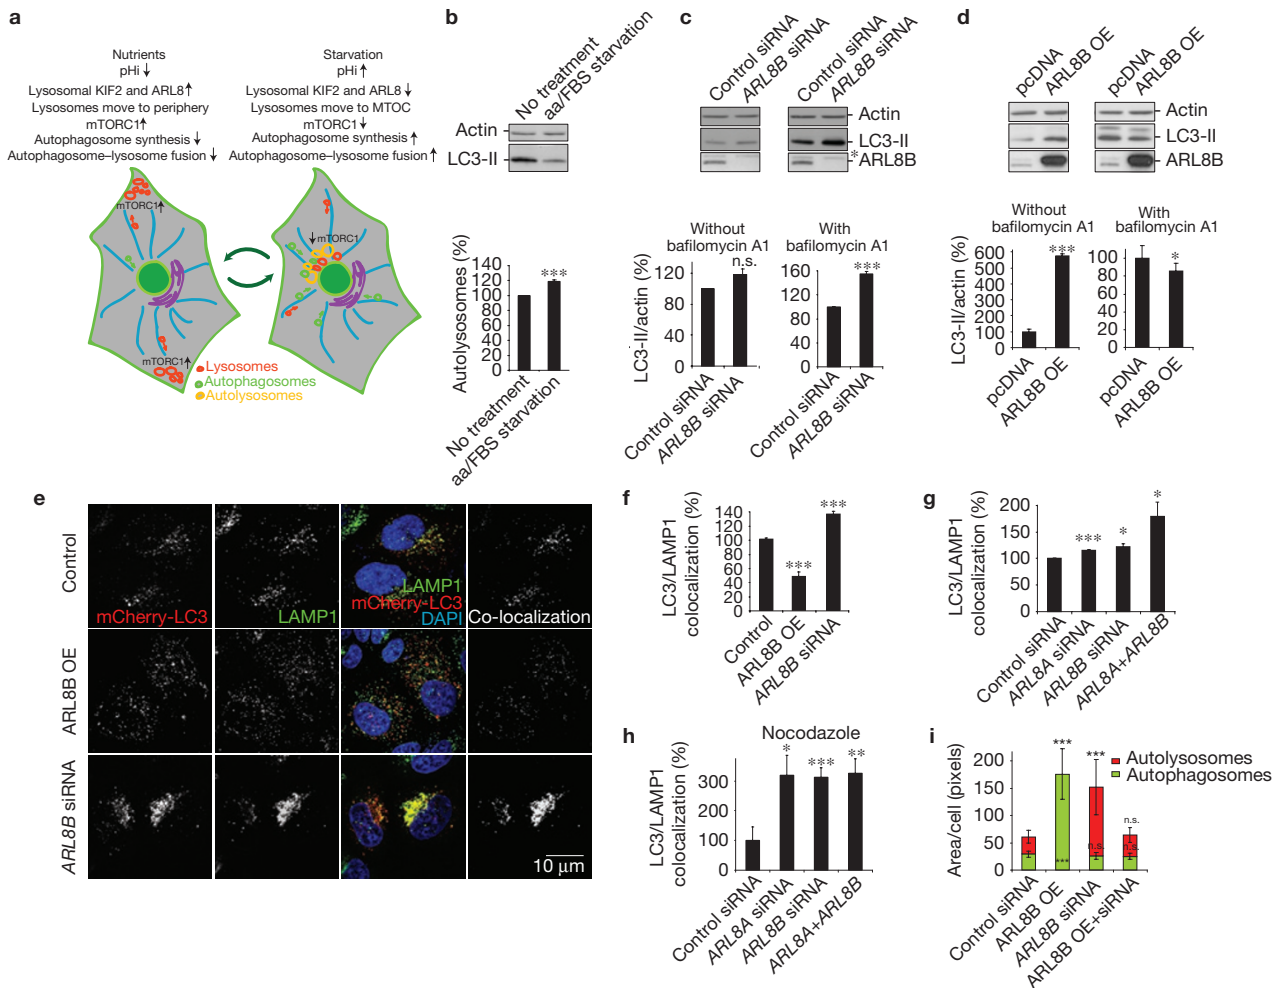 a
Nutrients
pHi ↓
Lysosomal KIF2 and ARL8 ↑
Lysosomes move to periphery
mTORC1 ↑
Autophagosome synthesis ↓
Autophagosome–lysosome fusion ↓
Starvation
pHi ↑
Lysosomal KIF2 and ARL8 ↓
Lysosomes move to MTOC
mTORC1 ↓
Autophagosome synthesis ↑
Autophagosome–lysosome fusion ↑
mTORC1 ↑
↓ mTORC1
mTORC1 ↑
Lysosomes
Autophagosomes
Autolysosomes
b
No treatment
aa/FBS starvation
Actin
LC3-II
Autolysosomes (%)
140
120
100
80
60
40
20
0
***
No treatment
aa/FBS starvation
c
Control siRNA
ARL8B siRNA
Control siRNA
ARL8B siRNA
Actin
LC3-II
*
ARL8B
Without
bafilomycin A1
n.s.
LC3-II/actin (%)
120
80
40
0
Control siRNA
ARL8B siRNA
With
bafilomycin A1
***
160
120
80
40
0
Control siRNA
ARL8B siRNA
d
pcDNA
ARL8B OE
pcDNA
ARL8B OE
Actin
LC3-II
ARL8B
Without
bafilomycin A1
***
LC3-II/actin (%)
600
500
400
300
200
100
0
pcDNA
ARL8B OE
With
bafilomycin A1
*
100
80
60
40
20
0
pcDNA
ARL8B OE
e
Control
mCherry-LC3
LAMP1
LAMP1
mCherry-LC3
DAPI
Co-localization
ARL8B OE
ARL8B siRNA
10 µm
f
LC3/LAMP1
colocalization (%)
140
120
100
80
60
40
20
0
***
***
Control
ARL8B OE
ARL8B siRNA
g
LC3/LAMP1
colocalization (%)
200
150
100
50
0
***
*
*
Control siRNA
ARL8A siRNA
ARL8B siRNA
ARL8A+ARL8B
h
Nocodazole
LC3/LAMP1
colocalization (%)
300
200
100
0
*
***
**
Control siRNA
ARL8A siRNA
ARL8B siRNA
ARL8A+ARL8B
i
Area/cell (pixels)
200
150
100
50
0
***
***
n.s.
***
n.s.
n.s.
Autolysosomes
Autophagosomes
Control siRNA
ARL8B OE
ARL8B siRNA
ARL8B OE+siRNA